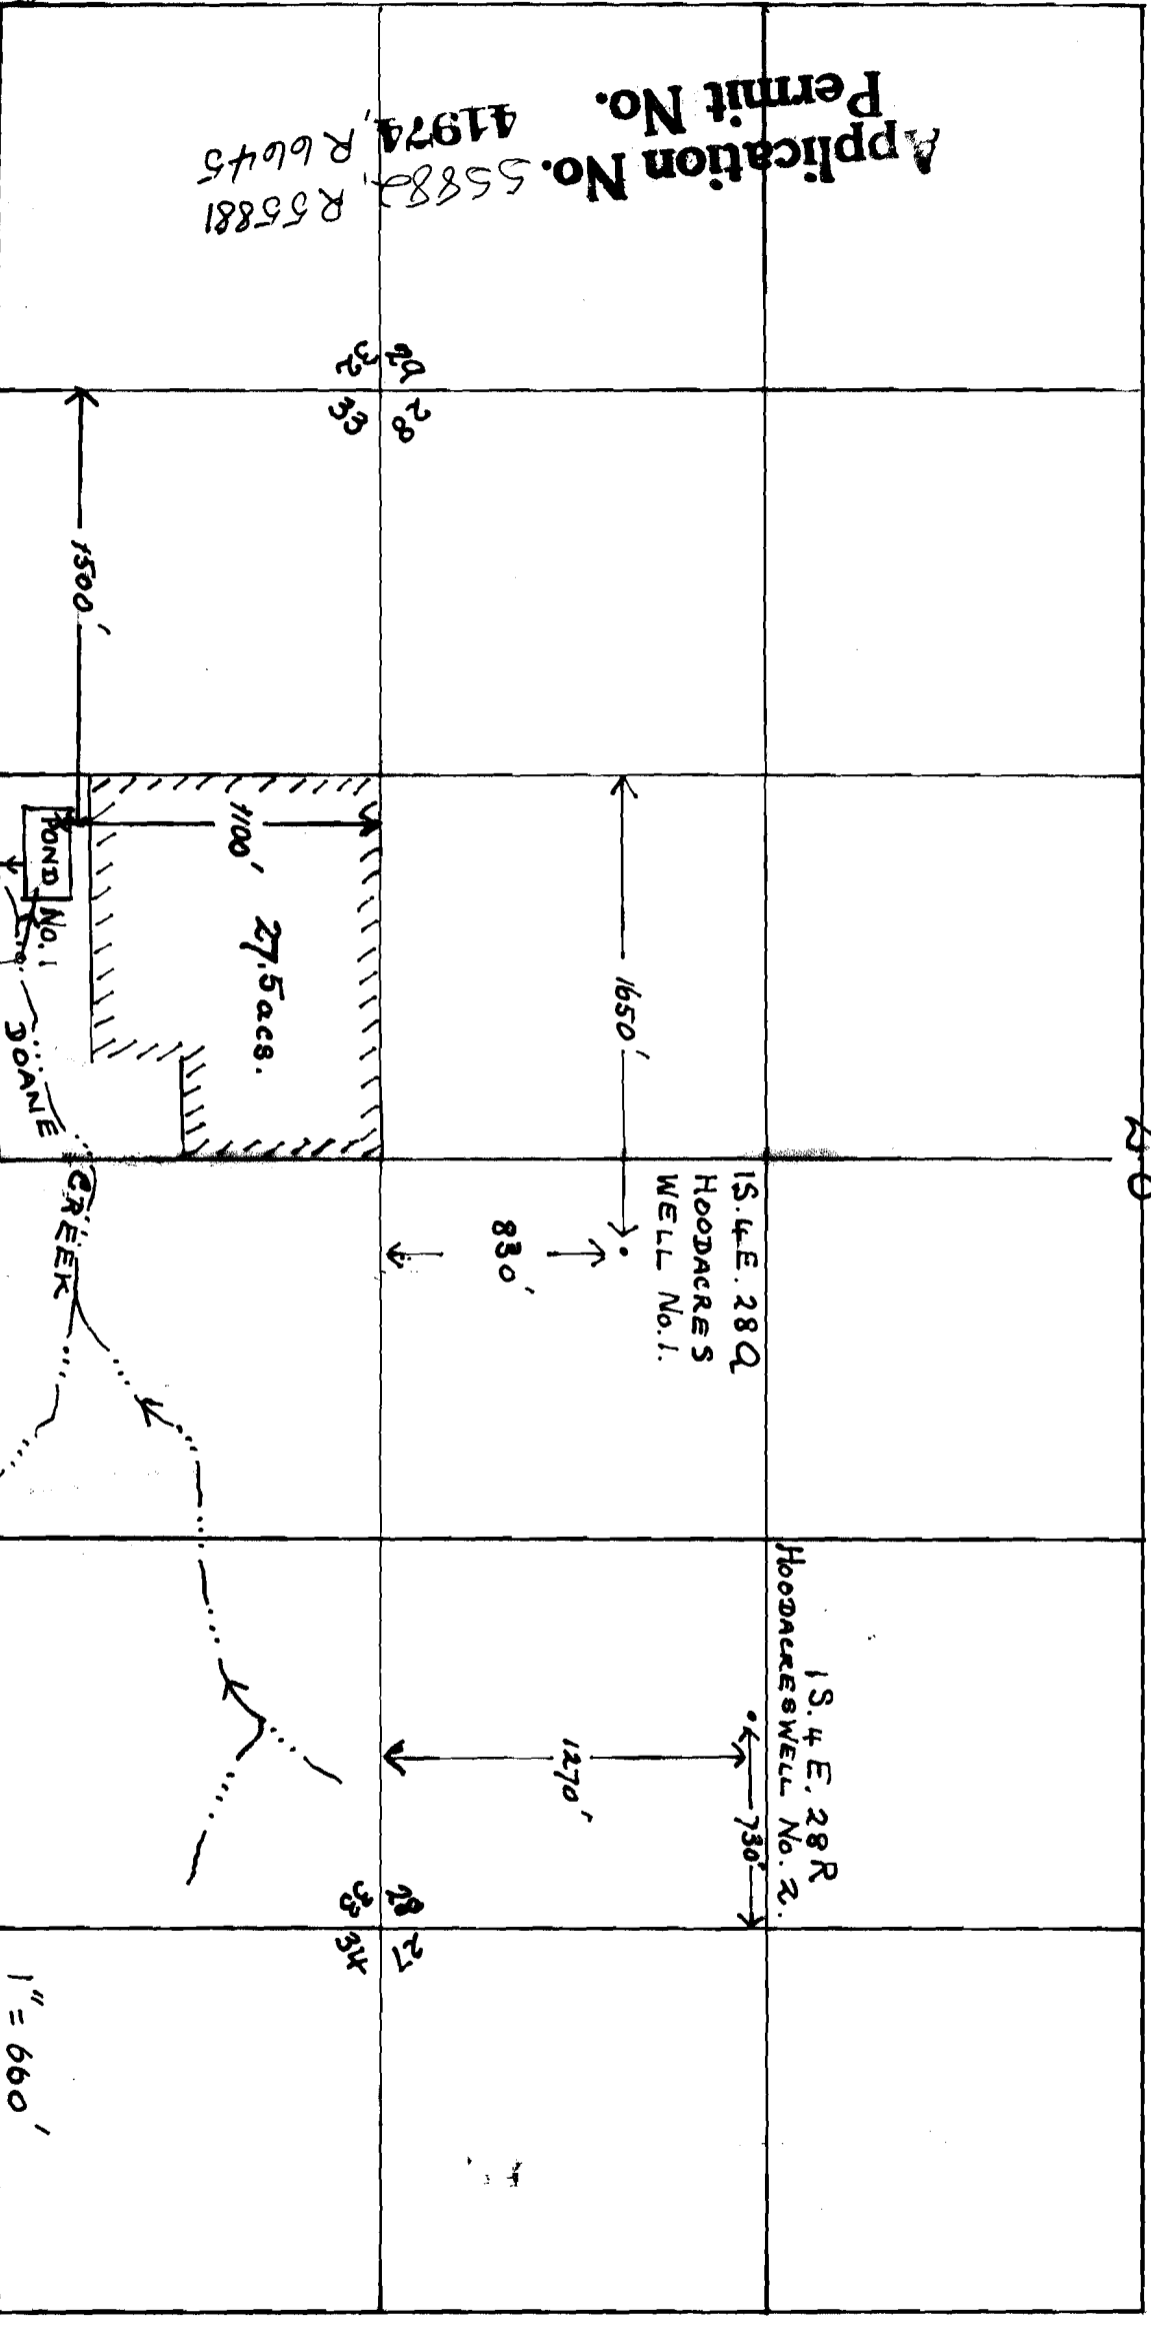 Application No. 55882, R55881
Permit No. 41974, R6645
29 28
32 33
1500'
1100'
27.5 acs.
POND No. 1
DOANE CREEK
1650'
830'
1S. 4E. 28Q
HOODACRES
WELL No. 1.
1S. 4E. 28R
HOODACRES WELL No. 2.
730'
1270'
28 27
33 34
1" = 660'